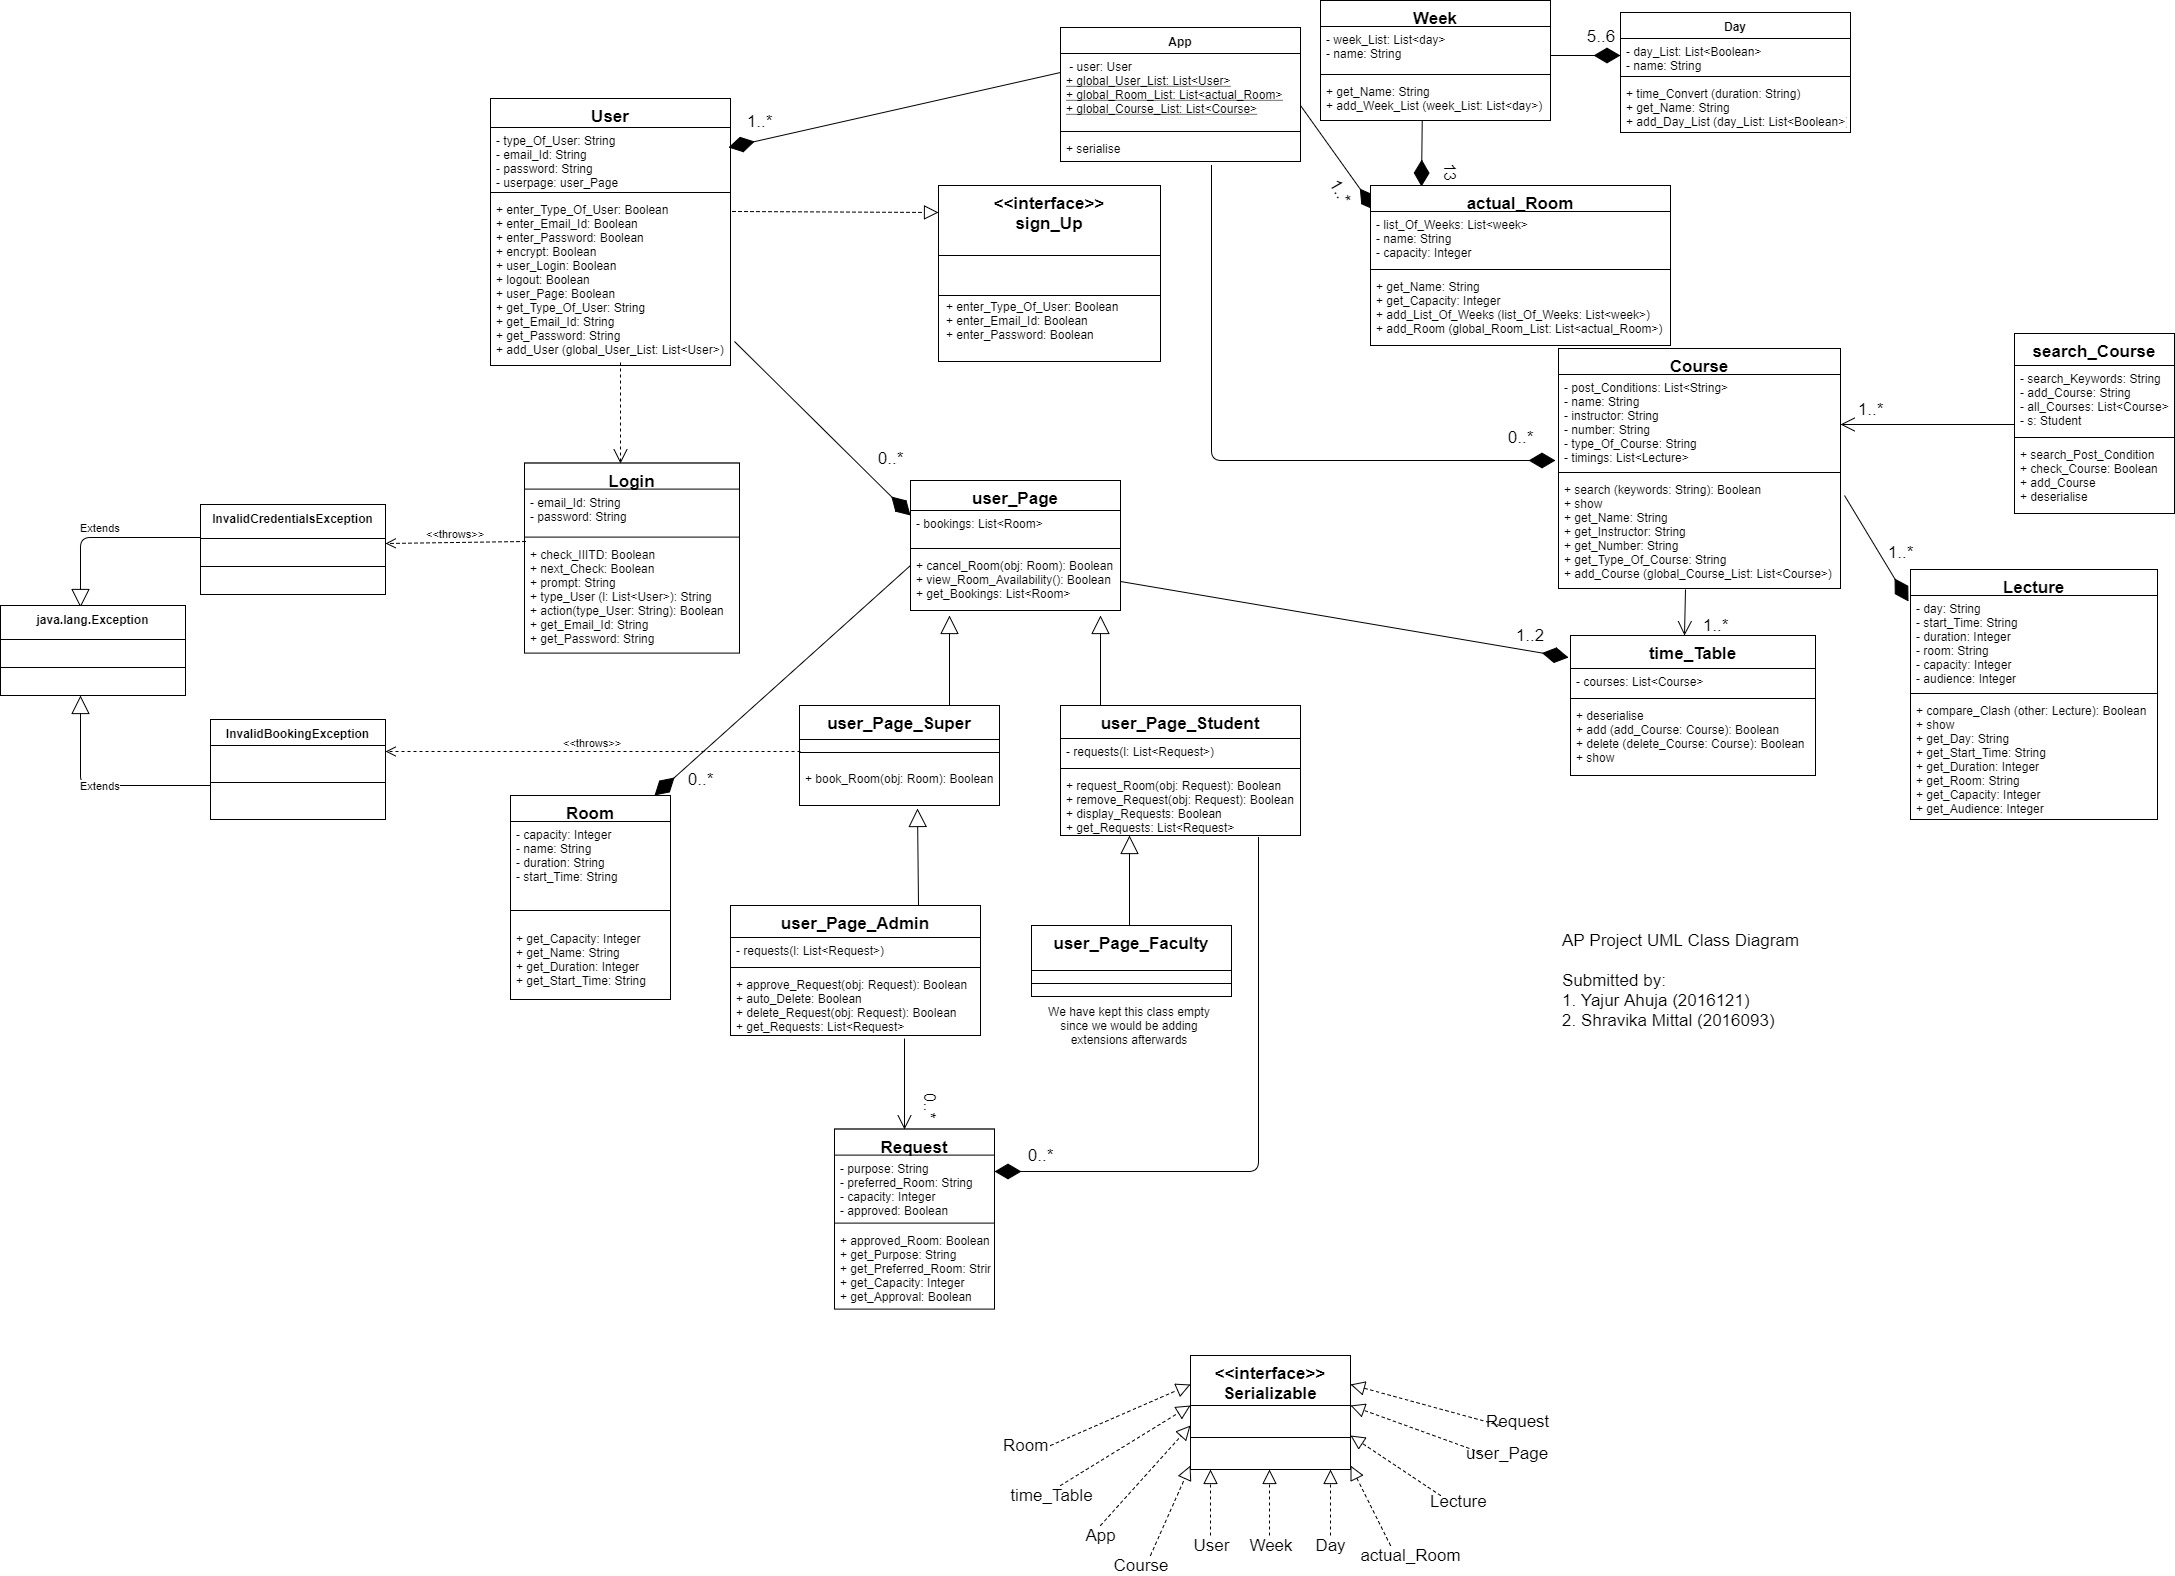 Week
- week_List: List<day>
- name: String
+ get_Name: String
+ add_Week_List (week_List: List<day>)
5..6
Day
- day_List: List<Boolean>
- name: String
+ time_Convert (duration: String)
+ get_Name: String
+ add_Day_List (day_List: List<Boolean>
App
- user: User
+ global_User_List: List<User>
+ global_Room_List: List<actual_Room>
+ global_Course_List: List<Course>
+ serialise
1..*
1..*
13
User
- type_Of_User: String
- email_Id: String
- password: String
- userpage: user_Page
+ enter_Type_Of_User: Boolean
+ enter_Email_Id: Boolean
+ enter_Password: Boolean
+ encrypt: Boolean
+ user_Login: Boolean
+ logout: Boolean
+ user_Page: Boolean
+ get_Type_Of_User: String
+ get_Email_Id: String
+ get_Password: String
+ add_User (global_User_List: List<User>)
<<interface>>
sign_Up
+ enter_Type_Of_User: Boolean
+ enter_Email_Id: Boolean
+ enter_Password: Boolean
actual_Room
- list_Of_Weeks: List<week>
- name: String
- capacity: Integer
+ get_Name: String
+ get_Capacity: Integer
+ add_List_Of_Weeks (list_Of_Weeks: List<week>)
+ add_Room (global_Room_List: List<actual_Room>)
Course
- post_Conditions: List<String>
- name: String
- instructor: String
- number: String
- type_Of_Course: String
- timings: List<Lecture>
+ search (keywords: String): Boolean
+ show
+ get_Name: String
+ get_Instructor: String
+ get_Number: String
+ get_Type_Of_Course: String
+ add_Course (global_Course_List: List<Course>)
0..*
1..*
search_Course
- search_Keywords: String
- add_Course: String
- all_Courses: List<Course>
- s: Student
+ search_Post_Condition
+ check_Course: Boolean
+ add_Course
+ deserialise
1..*
Lecture
- day: String
- start_Time: String
- duration: Integer
- room: String
- capacity: Integer
- audience: Integer
+ compare_Clash (other: Lecture): Boolean
+ show
+ get_Day: String
+ get_Start_Time: String
+ get_Duration: Integer
+ get_Room: String
+ get_Capacity: Integer
+ get_Audience: Integer
1..2
1..*
time_Table
- courses: List<Course>
+ deserialise
+ add (add_Course: Course): Boolean
+ delete (delete_Course: Course): Boolean
+ show
Login
- email_Id: String
- password: String
+ check_IIITD: Boolean
+ next_Check: Boolean
+ prompt: String
+ type_User (l: List<User>): String
+ action(type_User: String): Boolean
+ get_Email_Id: String
+ get_Password: String
<<throws>>
InvalidCredentialsException
Extends
java.lang.Exception
InvalidBookingException
Extends
<<throws>>
0..*
user_Page
- bookings: List<Room>
+ cancel_Room(obj: Room): Boolean
+ view_Room_Availability(): Boolean
+ get_Bookings: List<Room>
user_Page_Super
+ book_Room(obj: Room): Boolean
user_Page_Student
- requests(l: List<Request>)
+ request_Room(obj: Request): Boolean
+ remove_Request(obj: Request): Boolean
+ display_Requests: Boolean
+ get_Requests: List<Request>
0..*
Room
- capacity: Integer
- name: String
- duration: String
- start_Time: String
+ get_Capacity: Integer
+ get_Name: String
+ get_Duration: Integer
+ get_Start_Time: String
user_Page_Admin
- requests(l: List<Request>)
+ approve_Request(obj: Request): Boolean
+ auto_Delete: Boolean
+ delete_Request(obj: Request): Boolean
+ get_Requests: List<Request>
user_Page_Faculty
We have kept this class empty
since we would be adding
extensions afterwards
AP Project UML Class Diagram
Submitted by:
1. Yajur Ahuja (2016121)
2. Shravika Mittal (2016093)
0..*
Request
- purpose: String
- preferred_Room: String
- capacity: Integer
- approved: Boolean
+ approved_Room: Boolean
+ get_Purpose: String
+ get_Preferred_Room: Strir
+ get_Capacity: Integer
+ get_Approval: Boolean
0..*
<<interface>>
Serializable
Room
time_Table
App
Course
User
Week
Day
actual_Room
Lecture
user_Page
Request